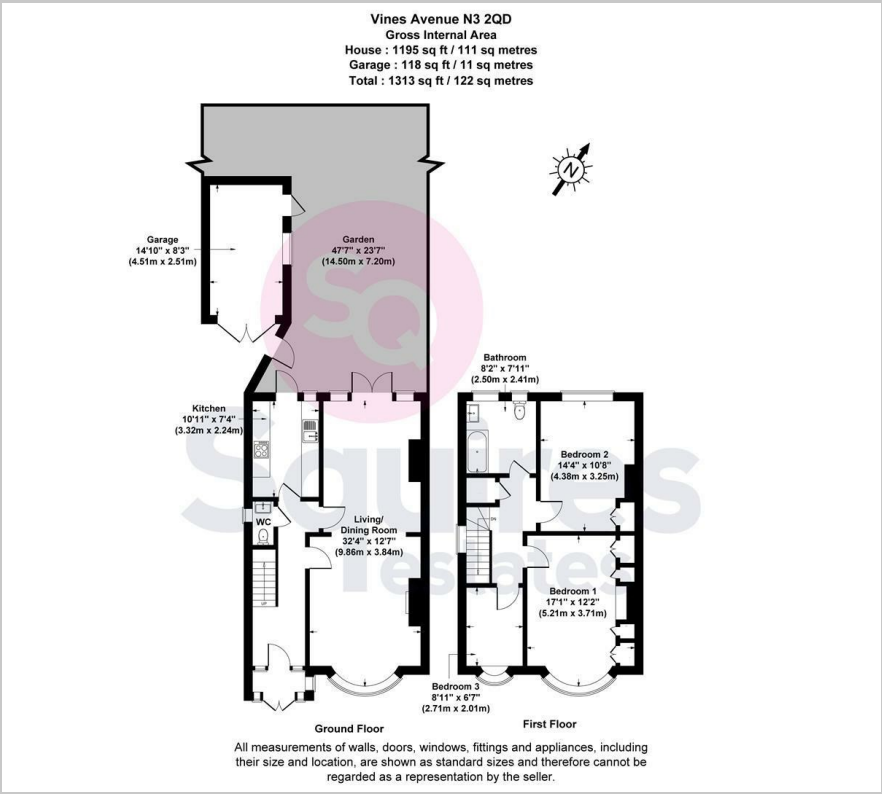 Vines Avenue N3 2QD
Gross Internal Area
House : 1195 sq ft / 111 sq metres
Garage : 118 sq ft / 11 sq metres
Total : 1313 sq ft / 122 sq metres
N
Garage
14'10" x 8'3"
(4.51m x 2.51m)
Garden
47'7" x 23'7"
(14.50m x 7.20m)
SQ
Bathroom
8'2" x 7'11"
(2.50m x 2.41m)
Kitchen
10'11" x 7'4"
(3.32m x 2.24m)
Bedroom 2
14'4" x 10'8"
(4.38m x 3.25m)
Squires
estates
WC
Living/
Dining Room
32'4" x 12'7"
(9.86m x 3.84m)
DN
UP
Bedroom 1
17'1" x 12'2"
(5.21m x 3.71m)
Bedroom 3
8'11" x 6'7"
(2.71m x 2.01m)
Ground Floor
First Floor
All measurements of walls, doors, windows, fittings and appliances, including
their size and location, are shown as standard sizes and therefore cannot be
regarded as a representation by the seller.